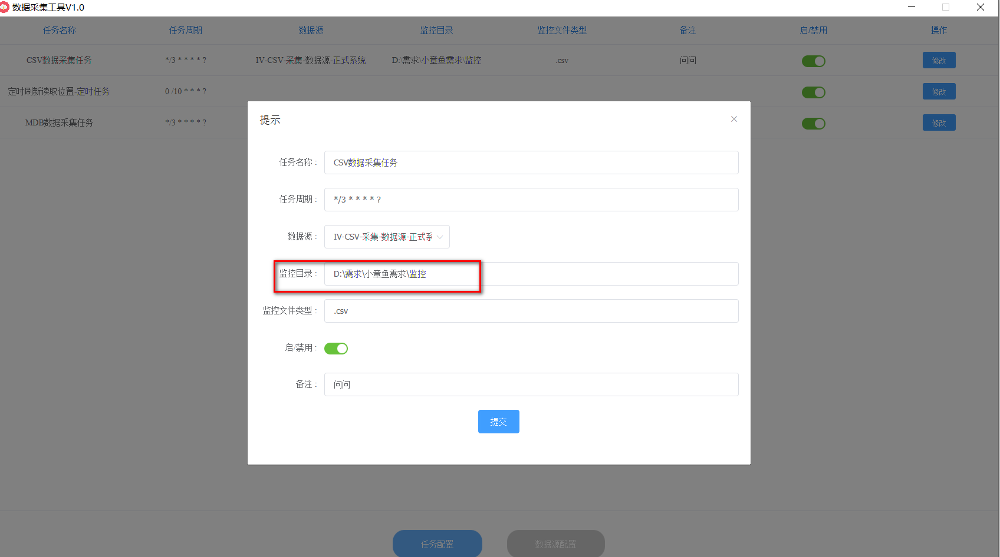 数据采集工具V1.0
任务名称 任务周期 数据源 监控目录 监控文件类型 备注 启/禁用 操作
CSV数据采集任务 */3 * * * * ? IV-CSV-采集-数据源-正式系统 D:\需求\小章鱼需求\监控 .csv 问问 修改
定时刷新读取位置-定时任务 0 /10 * * * ? 修改
MDB数据采集任务 */3 * * * * ? 修改
提示
任务名称 : CSV数据采集任务
任务周期 : */3 * * * * ?
数据源 : IV-CSV-采集-数据源-正式系
监控目录 : D:\需求\小章鱼需求\监控
监控文件类型 : .csv
启/禁用 :
备注 : 问问
提交
任务配置 数据源配置